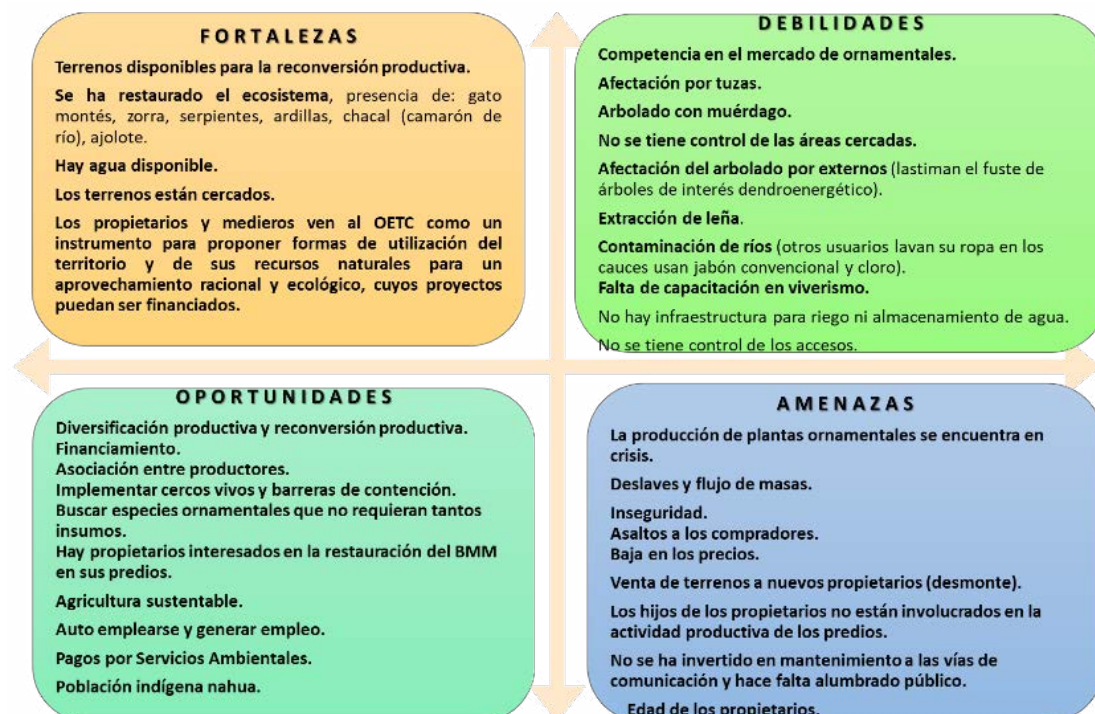 FORTALEZAS
Terrenos disponibles para la reconversión productiva.
Se ha restaurado el ecosistema, presencia de: gato
montés, zorra, serpientes, ardillas, chacal (camarón de
río), ajolote.
Hay agua disponible.
Los terrenos están cercados.
Los propietarios y medieros ven al OETC como un
instrumento para proponer formas de utilización del
territorio y de sus recursos naturales para un
aprovechamiento racional y ecológico, cuyos proyectos
puedan ser financiados.
DEBILIDADES
Competencia en el mercado de ornamentales.
Afectación por tuzas.
Arbolado con muérdago.
No se tiene control de las áreas cercadas.
Afectación del arbolado por externos (lastiman el fuste de
árboles de interés dendroenergético).
Extracción de leña.
Contaminación de ríos (otros usuarios lavan su ropa en los
cauces usan jabón convencional y cloro).
Falta de capacitación en viverismo.
No hay infraestructura para riego ni almacenamiento de agua.
No se tiene control de los accesos.
OPORTUNIDADES
Diversificación productiva y reconversión productiva.
Financiamiento.
Asociación entre productores.
Implementar cercos vivos y barreras de contención.
Buscar especies ornamentales que no requieran tantos
insumos.
Hay propietarios interesados en la restauración del BMM
en sus predios.
Agricultura sustentable.
Auto emplearse y generar empleo.
Pagos por Servicios Ambientales.
Población indígena nahua.
AMENAZAS
La producción de plantas ornamentales se encuentra en
crisis.
Deslaves y flujo de masas.
Inseguridad.
Asaltos a los compradores.
Baja en los precios.
Venta de terrenos a nuevos propietarios (desmonte).
Los hijos de los propietarios no están involucrados en la
actividad productiva de los predios.
No se ha invertido en mantenimiento a las vías de
comunicación y hace falta alumbrado público.
Edad de los propietarios.